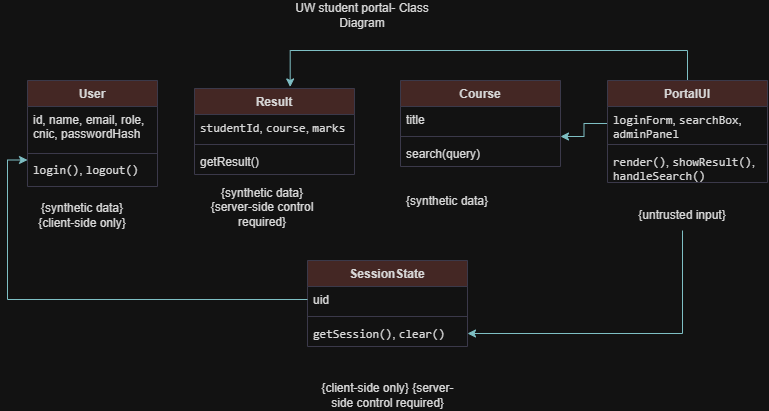 UW student portal- Class
Diagram
User
id, name, email, role,
cnic, passwordHash
login(), logout()
{synthetic data}
{client-side only}
Result
studentId, course, marks
getResult()
{synthetic data}
{server-side control
required}
Course
title
search(query)
{synthetic data}
PortalUI
loginForm, searchBox,
adminPanel
render(), showResult(),
handleSearch()
{untrusted input}
SessionState
uid
getSession(), clear()
{client-side only} {server-
side control required}